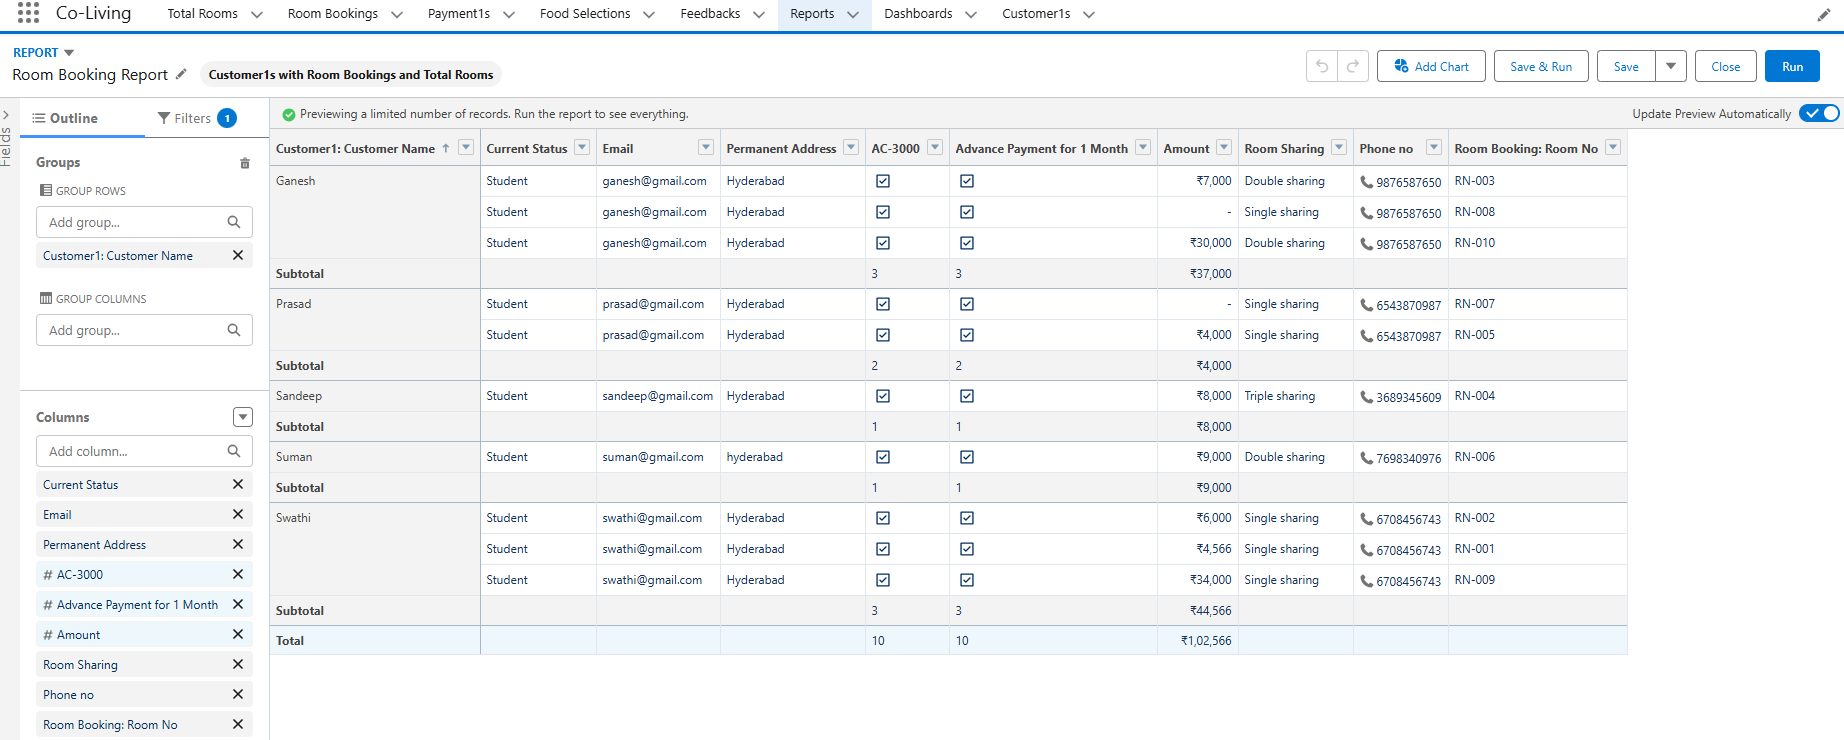 Co-Living Total Rooms Room Bookings Payment1s Food Selections Feedbacks Reports Dashboards Customer1s
REPORT
Room Booking Report Customer1s with Room Bookings and Total Rooms Add Chart Save & Run Save Close Run
Fields
Outline Filters 1
Previewing a limited number of records. Run the report to see everything. Update Preview Automatically
Groups
GROUP ROWS
Add group...
Customer1: Customer Name
GROUP COLUMNS
Add group...
Columns
Add column...
Current Status
Email
Permanent Address
# AC-3000
# Advance Payment for 1 Month
# Amount
Room Sharing
Phone no
Room Booking: Room No
Customer1: Customer Name ↑ Current Status Email Permanent Address AC-3000 Advance Payment for 1 Month Amount Room Sharing Phone no Room Booking: Room No
Ganesh Student ganesh@gmail.com Hyderabad ₹7,000 Double sharing 9876587650 RN-003
Student ganesh@gmail.com Hyderabad - Single sharing 9876587650 RN-008
Student ganesh@gmail.com Hyderabad ₹30,000 Double sharing 9876587650 RN-010
Subtotal 3 3 ₹37,000
Prasad Student prasad@gmail.com Hyderabad - Single sharing 6543870987 RN-007
Student prasad@gmail.com Hyderabad ₹4,000 Single sharing 6543870987 RN-005
Subtotal 2 2 ₹4,000
Sandeep Student sandeep@gmail.com Hyderabad ₹8,000 Triple sharing 3689345609 RN-004
Subtotal 1 1 ₹8,000
Suman Student suman@gmail.com hyderabad ₹9,000 Double sharing 7698340976 RN-006
Subtotal 1 1 ₹9,000
Swathi Student swathi@gmail.com Hyderabad ₹6,000 Single sharing 6708456743 RN-002
Student swathi@gmail.com Hyderabad ₹4,566 Single sharing 6708456743 RN-001
Student swathi@gmail.com Hyderabad ₹34,000 Single sharing 6708456743 RN-009
Subtotal 3 3 ₹44,566
Total 10 10 ₹1,02,566